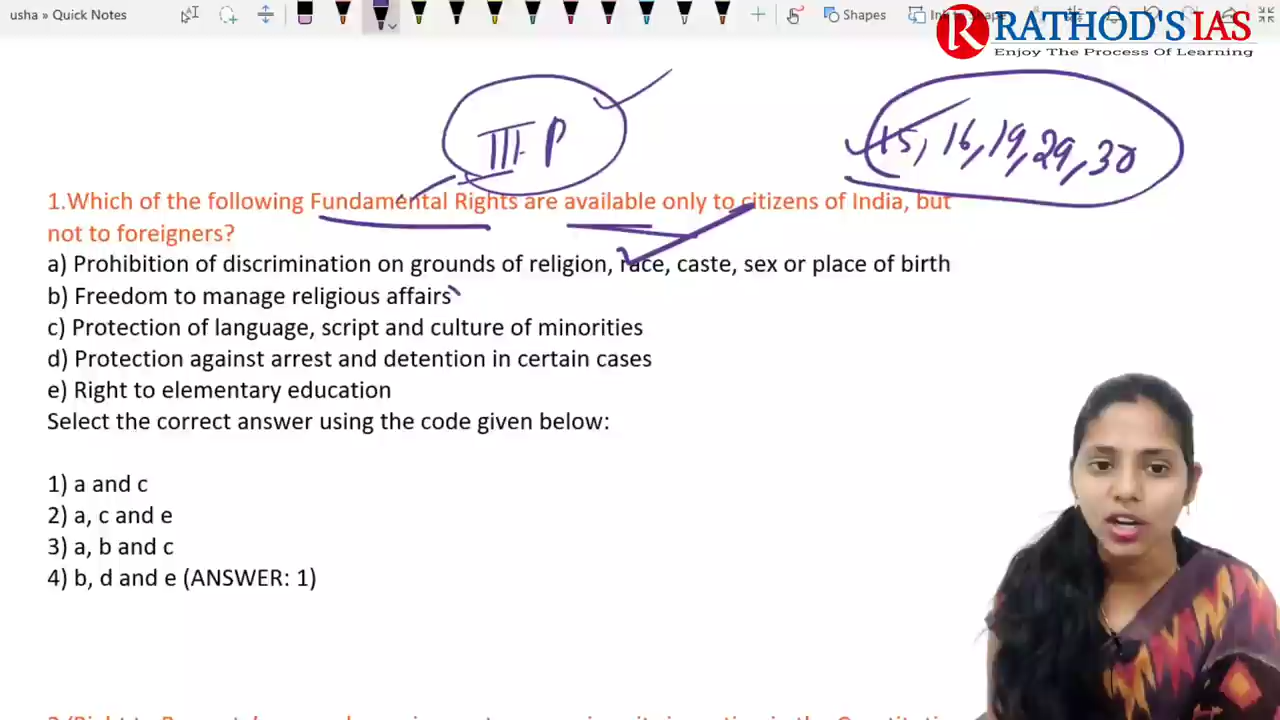 usha » Quick Notes
Shapes
RATHOD'S IAS
Enjoy The Process Of Learning
III P
15, 16, 19, 29, 30
1.Which of the following Fundamental Rights are available only to citizens of India, but
not to foreigners?
a) Prohibition of discrimination on grounds of religion, race, caste, sex or place of birth
b) Freedom to manage religious affairs
c) Protection of language, script and culture of minorities
d) Protection against arrest and detention in certain cases
e) Right to elementary education
Select the correct answer using the code given below:
1) a and c
2) a, c and e
3) a, b and c
4) b, d and e (ANSWER: 1)